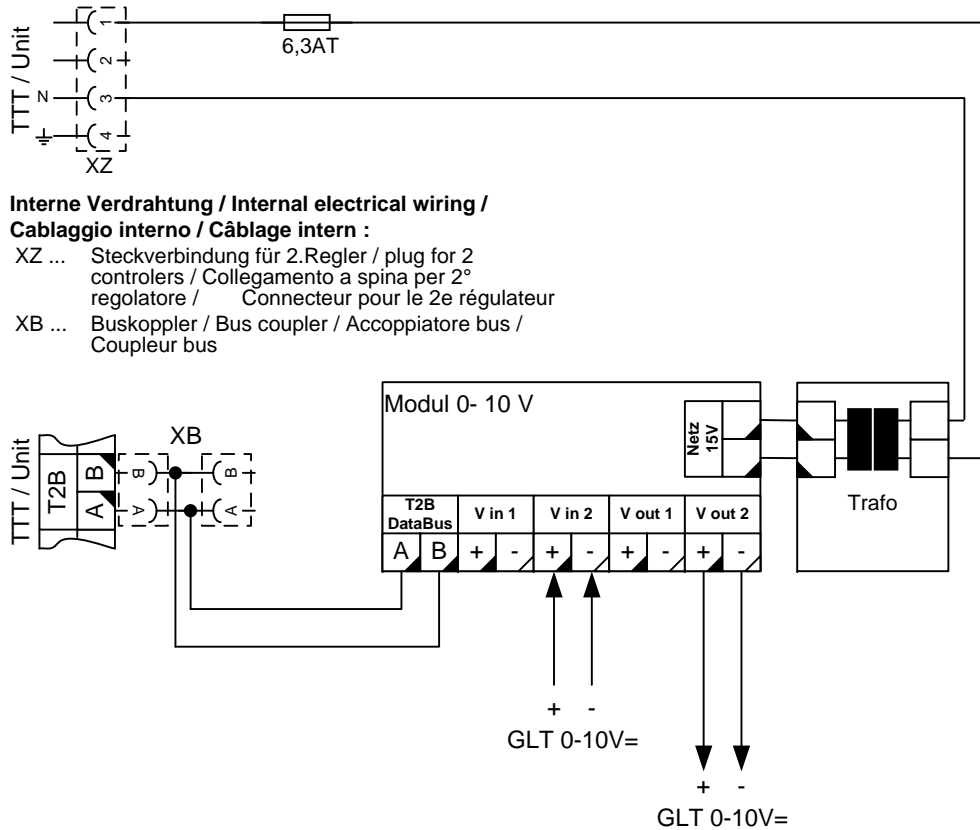 TTT / Unit
1
6,3AT
2
N
3
4
XZ
Interne Verdrahtung / Internal electrical wiring /
Cablaggio interno / Câblage intern :
XZ ... Steckverbindung für 2.Regler / plug for 2
controlers / Collegamento a spina per 2°
regolatore / Connecteur pour le 2e régulateur
XB ... Buskoppler / Bus coupler / Accoppiatore bus /
Coupleur bus
Modul 0- 10 V
Netz
15V
Trafo
TTT / Unit
T2B
B
A
XB
B
B
A
A
T2B
DataBus
V in 1
V in 2
V out 1
V out 2
A B + - + - + - + -
+ -
GLT 0-10V=
+ -
GLT 0-10V=